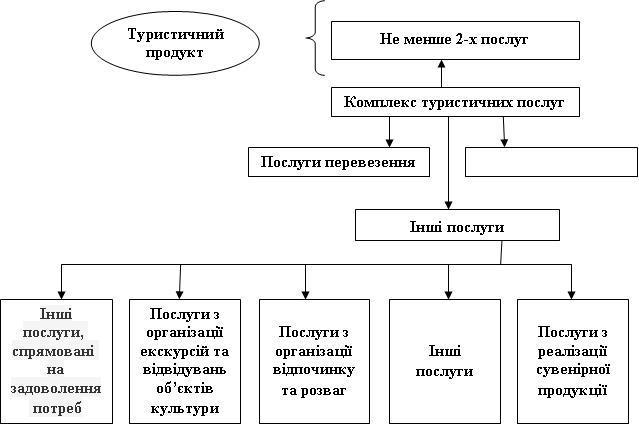 Туристичний
продукт
Не менше 2-х послуг
Комплекс туристичних послуг
Послуги перевезення
Інші послуги
Інші
послуги,
спрямовані
на
задоволення
потреб
Послуги з
організації
екскурсій та
відвідувань
об’єктів
культури
Послуги з
організації
відпочинку
та розваг
Інші
послуги
Послуги з
реалізації
сувенірної
продукції